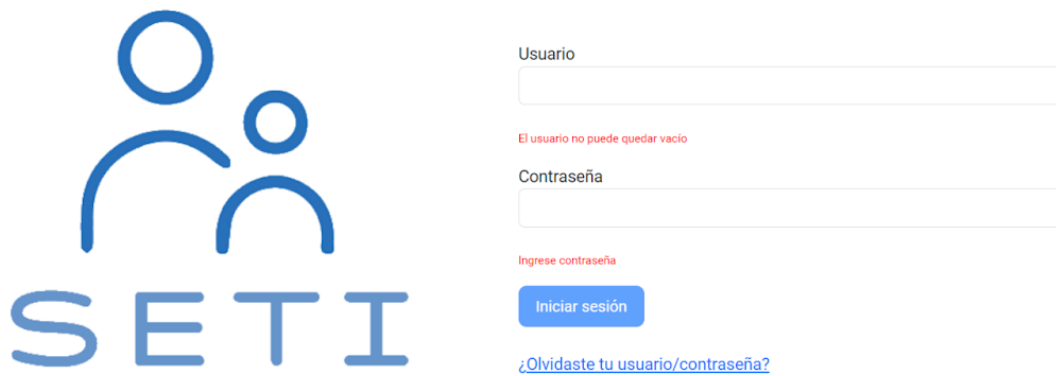 SETI
Usuario
El usuario no puede quedar vacío
Contraseña
Ingrese contraseña
Iniciar sesión
¿Olvidaste tu usuario/contraseña?